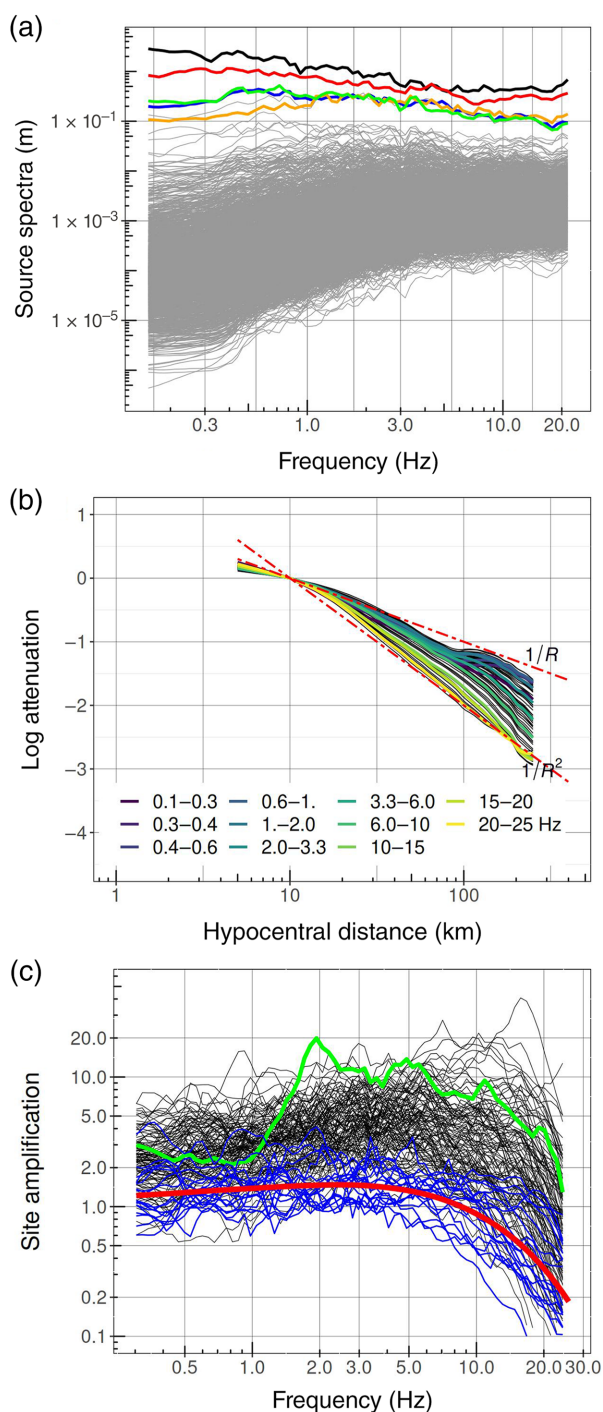 (a)
Source spectra (m)
1 × 10⁻¹
1 × 10⁻³
1 × 10⁻⁵
0.3 1.0 3.0 10.0 20.0
Frequency (Hz)
(b)
Log attenuation
1
0
-1
-2
-3
-4
1/R
1/R²
0.1–0.3 0.6–1. 3.3–6.0 15–20
0.3–0.4 1.–2.0 6.0–10 20–25 Hz
0.4–0.6 2.0–3.3 10–15
1 10 100
Hypocentral distance (km)
(c)
Site amplification
20.0
10.0
5.0
2.0
1.0
0.5
0.2
0.1
0.5 1.0 2.0 3.0 5.0 10.0 20.0 30.0
Frequency (Hz)